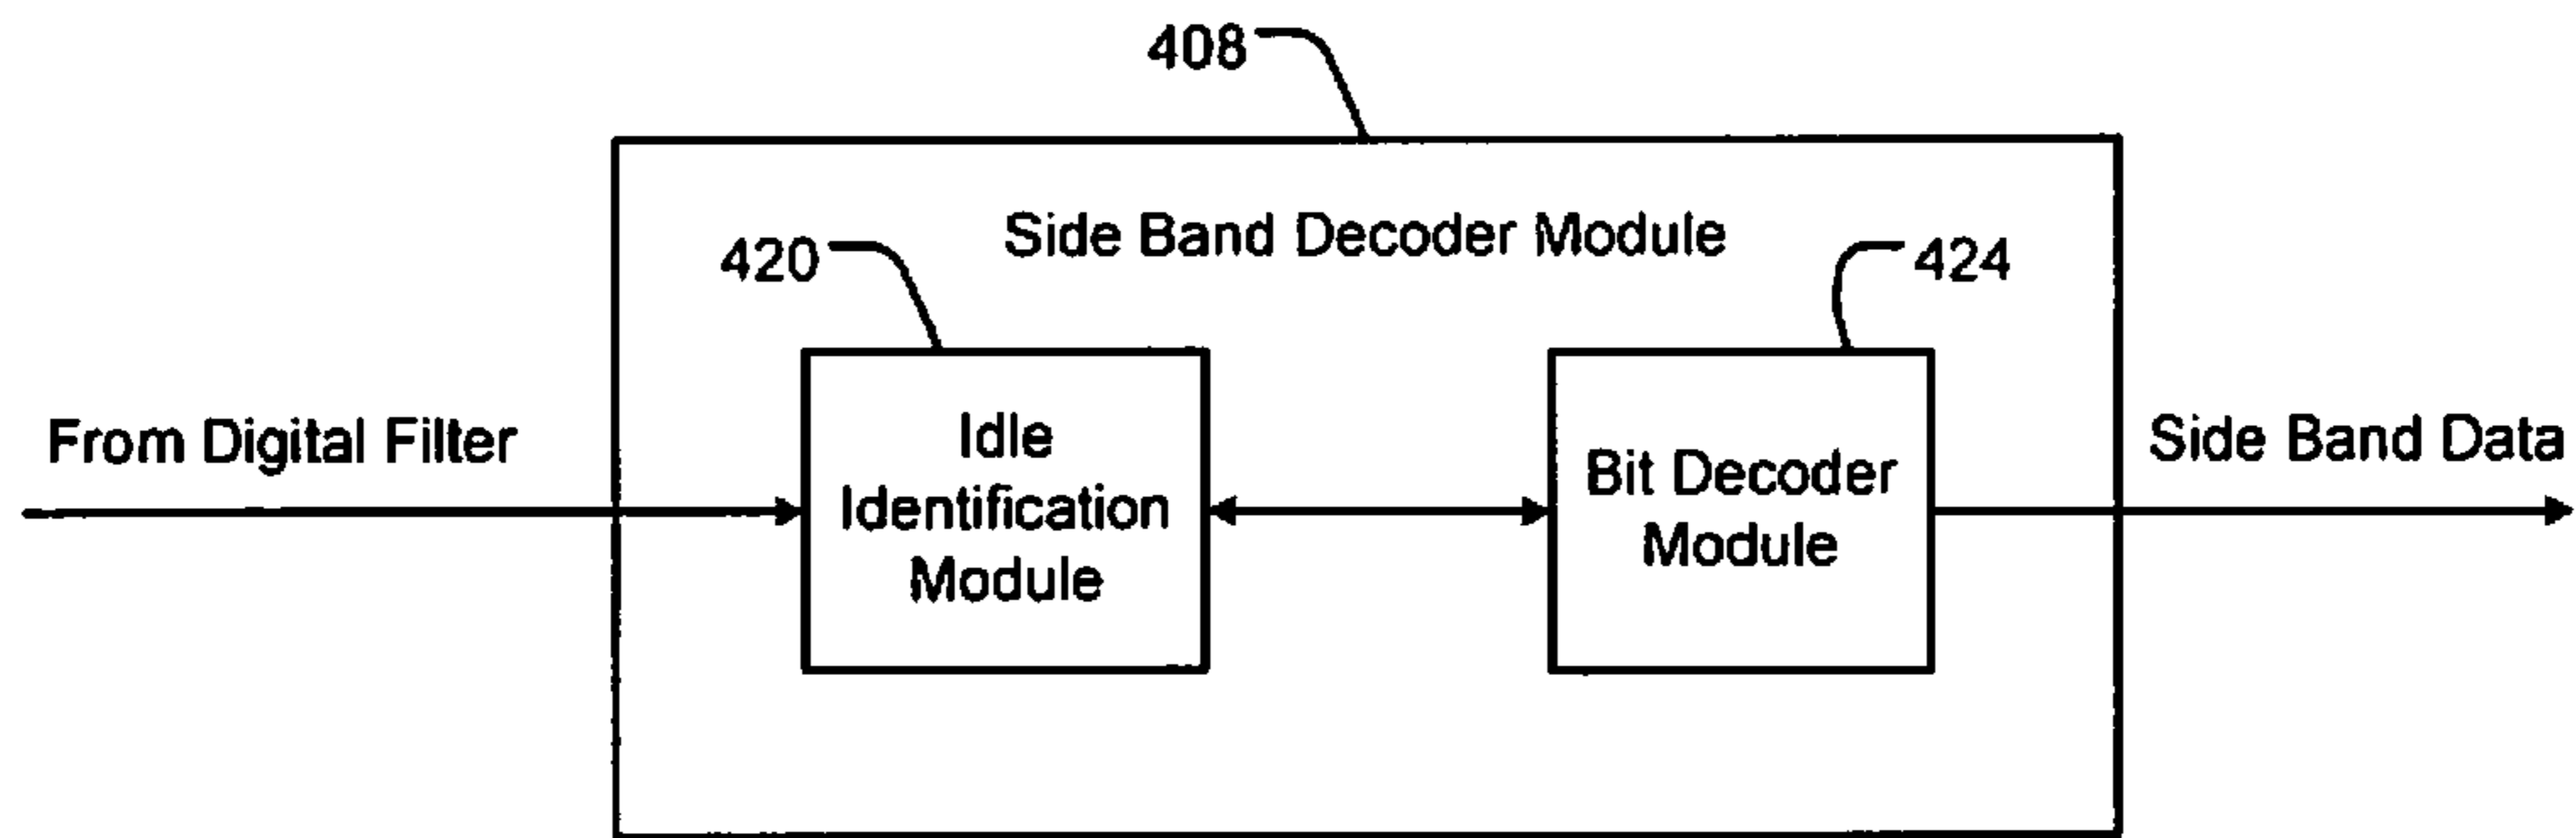 408
Side Band Decoder Module
420
424
From Digital Filter
Idle
Identification
Module
Bit Decoder
Module
Side Band Data